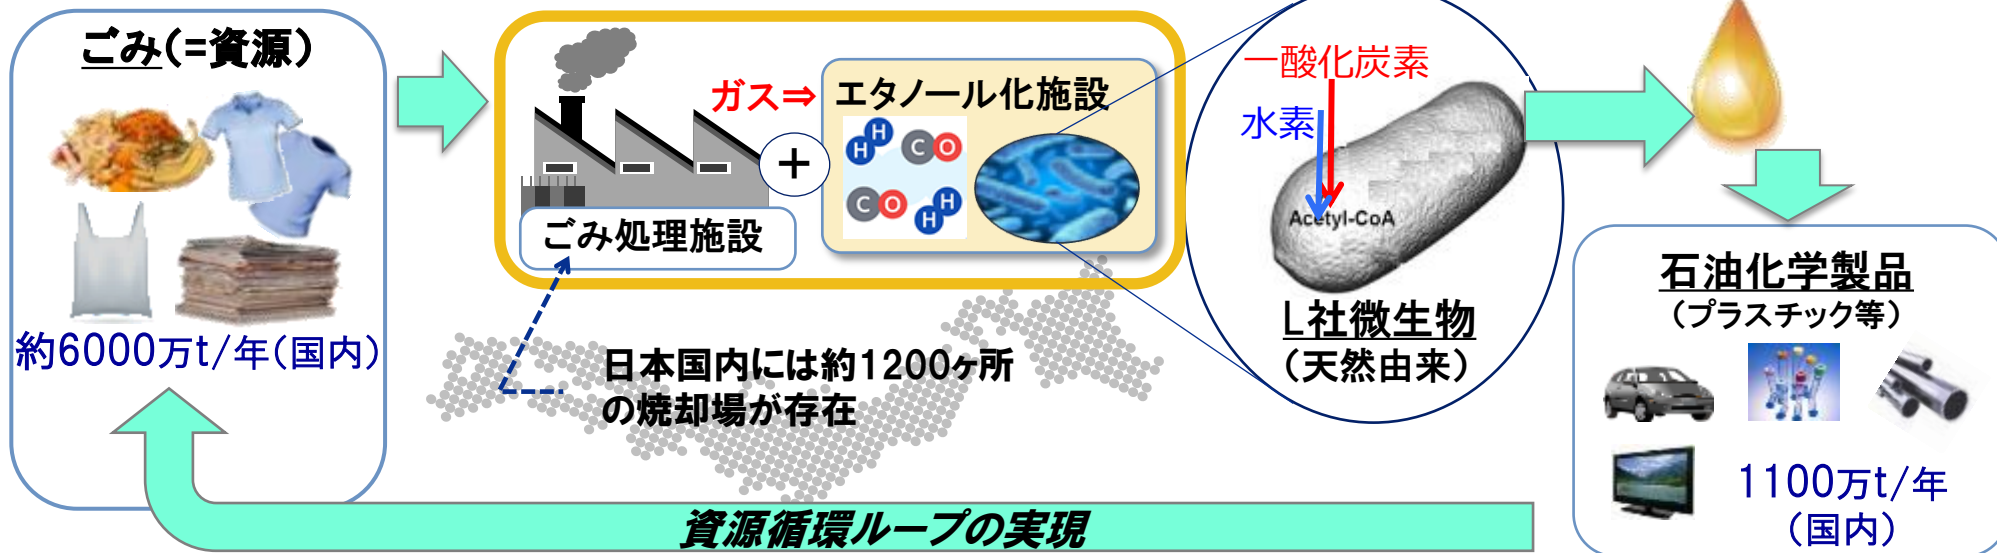 ごみ(=資源)
約6000万t/年(国内)
ガス⇒
エタノール化施設
H
H
C
O
C
O
H
H
+
ごみ処理施設
日本国内には約1200ヶ所
の焼却場が存在
一酸化炭素
水素
Acetyl-CoA
L社微生物
(天然由来)
石油化学製品
(プラスチック等)
1100万t/年
(国内)
資源循環ループの実現